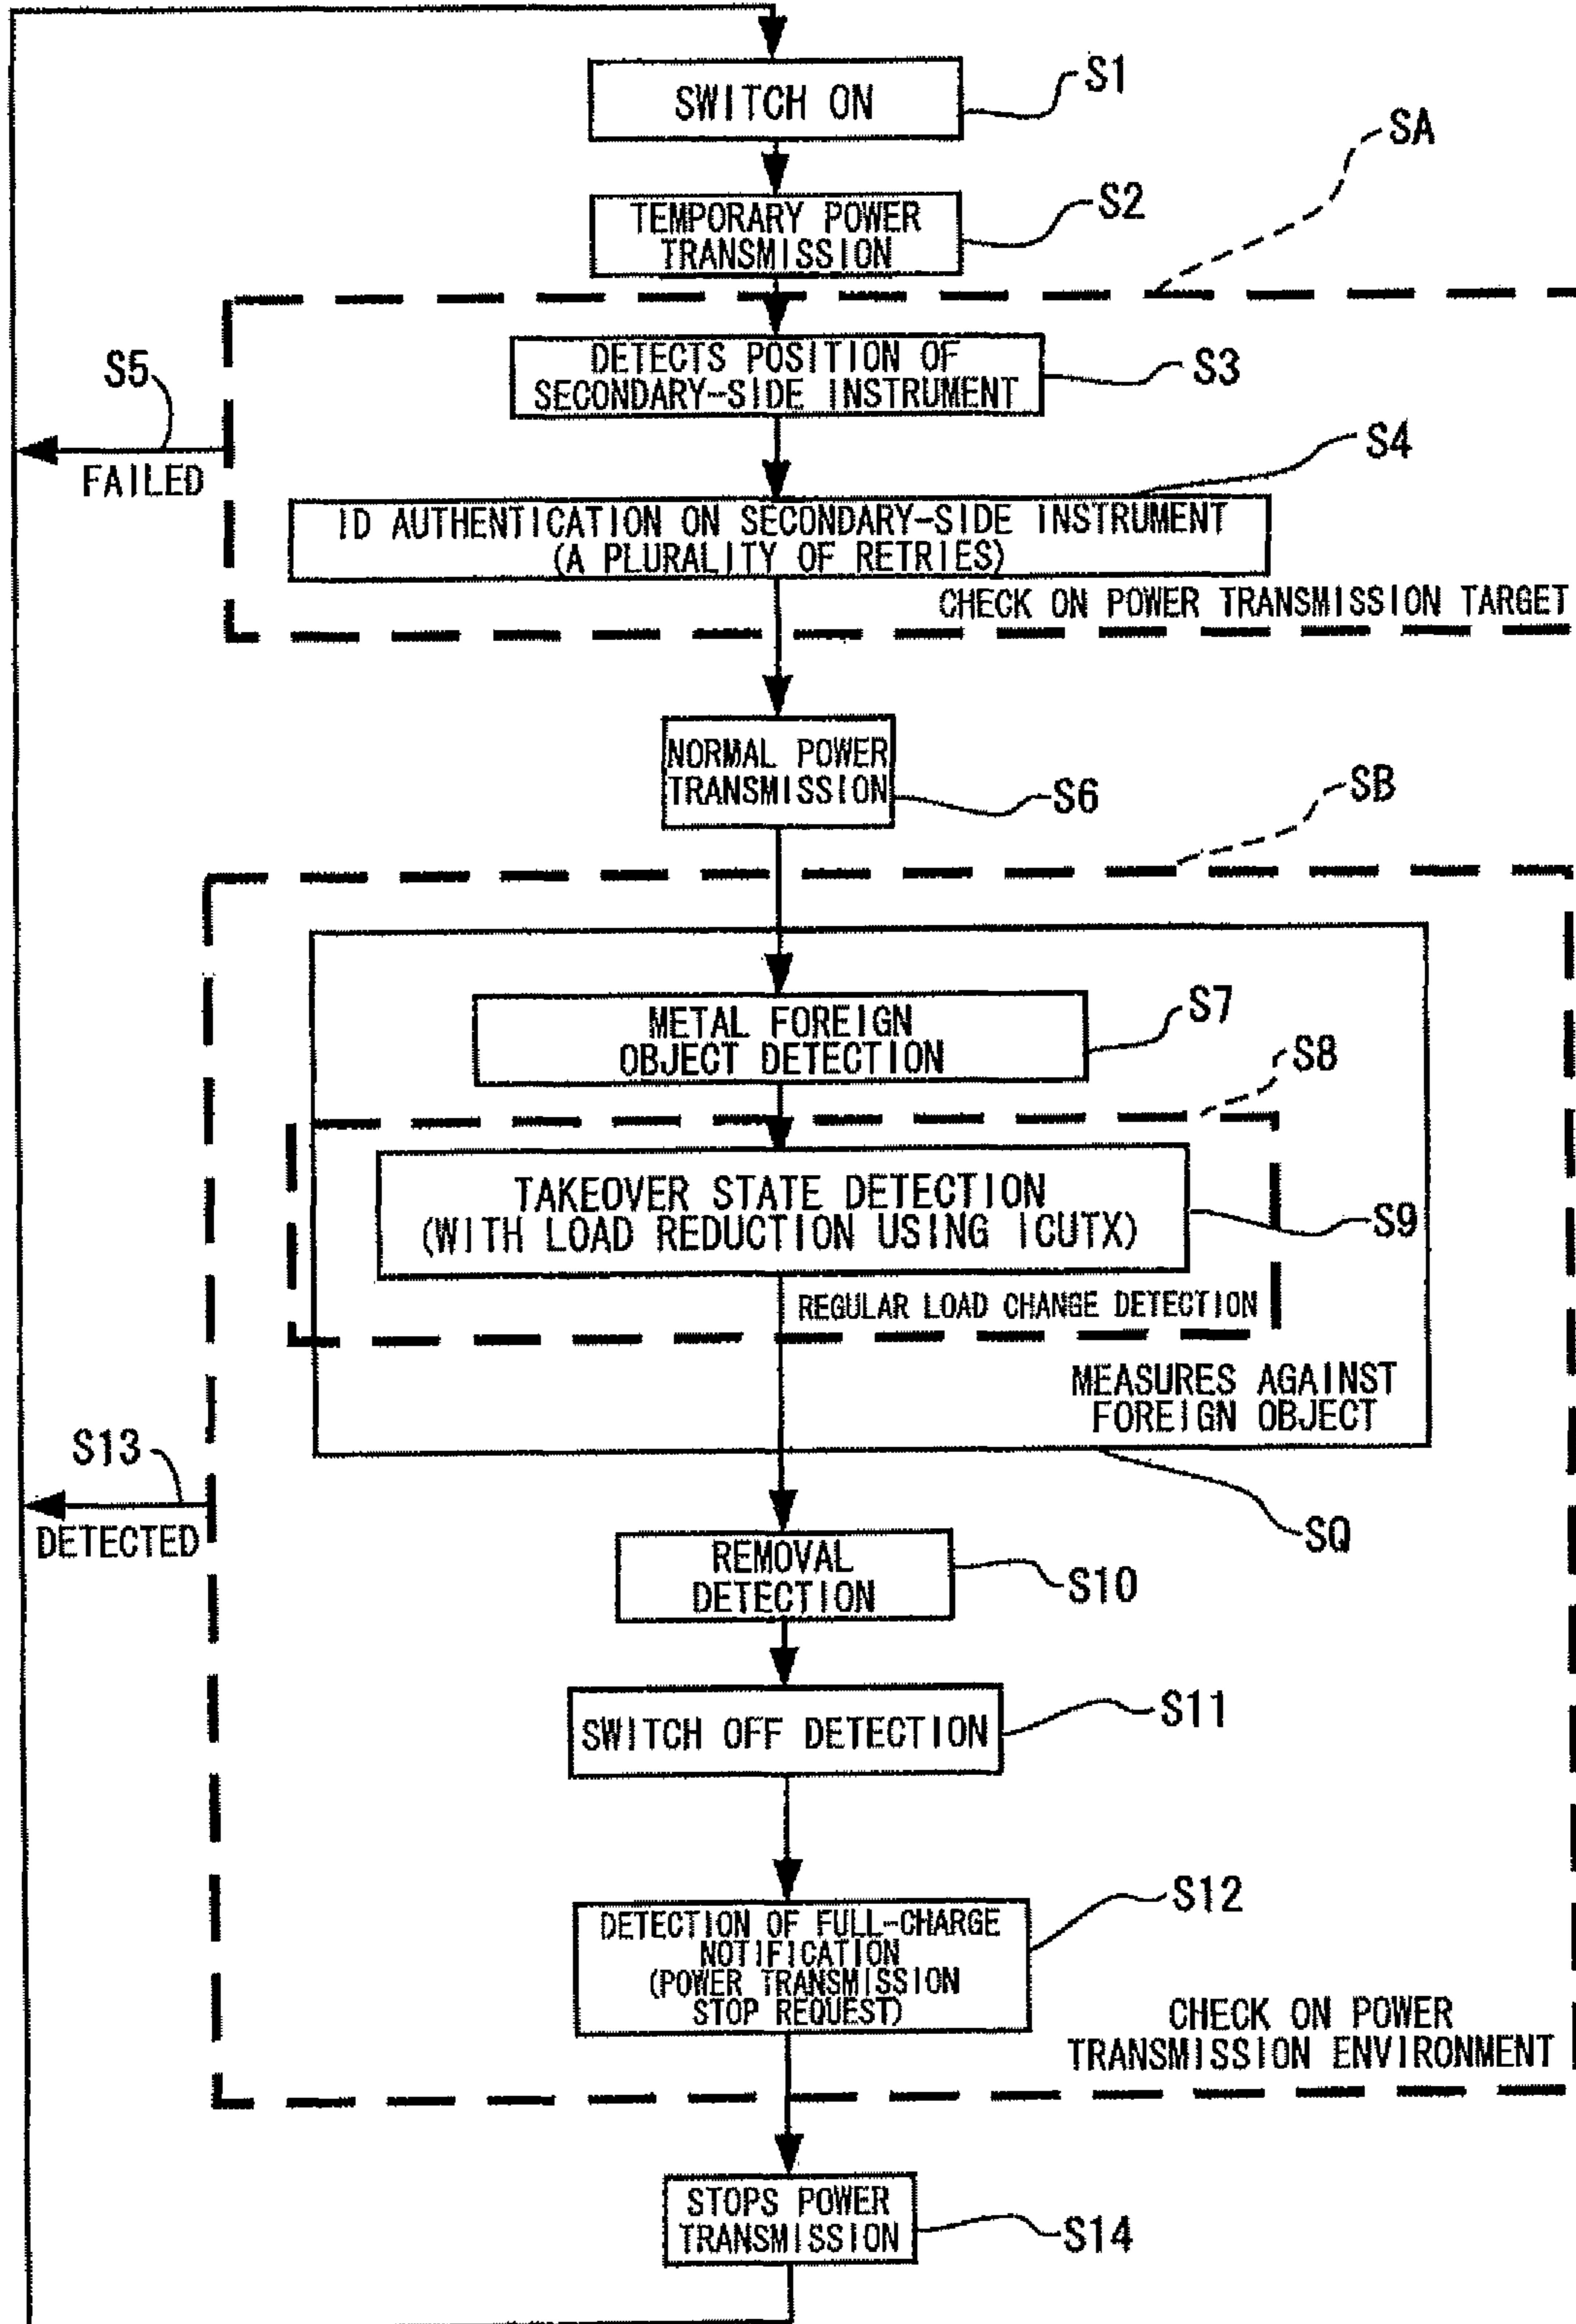 SWITCH ON
S1
SA
TEMPORARY POWER
TRANSMISSION
S2
DETECTS POSITION OF
SECONDARY-SIDE INSTRUMENT
S3
S5
FAILED
S4
ID AUTHENTICATION ON SECONDARY-SIDE INSTRUMENT
(A PLURALITY OF RETRIES)
CHECK ON POWER TRANSMISSION TARGET
NORMAL POWER
TRANSMISSION
S6
SB
METAL FOREIGN
OBJECT DETECTION
S7
S8
TAKEOVER STATE DETECTION
(WITH LOAD REDUCTION USING ICUTX)
S9
REGULAR LOAD CHANGE DETECTION
MEASURES AGAINST
FOREIGN OBJECT
S13
DETECTED
SQ
REMOVAL
DETECTION
S10
SWITCH OFF DETECTION
S11
DETECTION OF FULL-CHARGE
NOTIFICATION
(POWER TRANSMISSION
STOP REQUEST)
S12
CHECK ON POWER
TRANSMISSION ENVIRONMENT
STOPS POWER
TRANSMISSION
S14